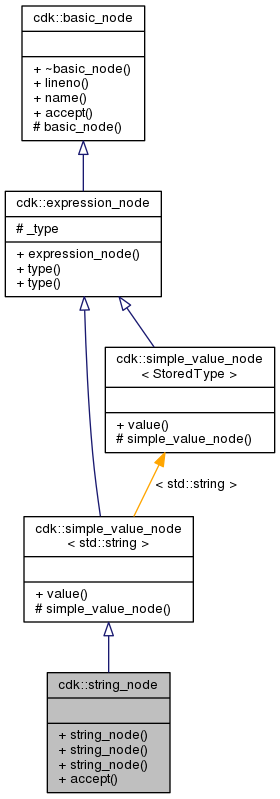 cdk::basic_node
+ ~basic_node()
+ lineno()
+ name()
+ accept()
# basic_node()
cdk::expression_node
# _type
+ expression_node()
+ type()
+ type()
cdk::simple_value_node
< StoredType >
+ value()
# simple_value_node()
< std::string >
cdk::simple_value_node
< std::string >
+ value()
# simple_value_node()
cdk::string_node
+ string_node()
+ string_node()
+ string_node()
+ accept()